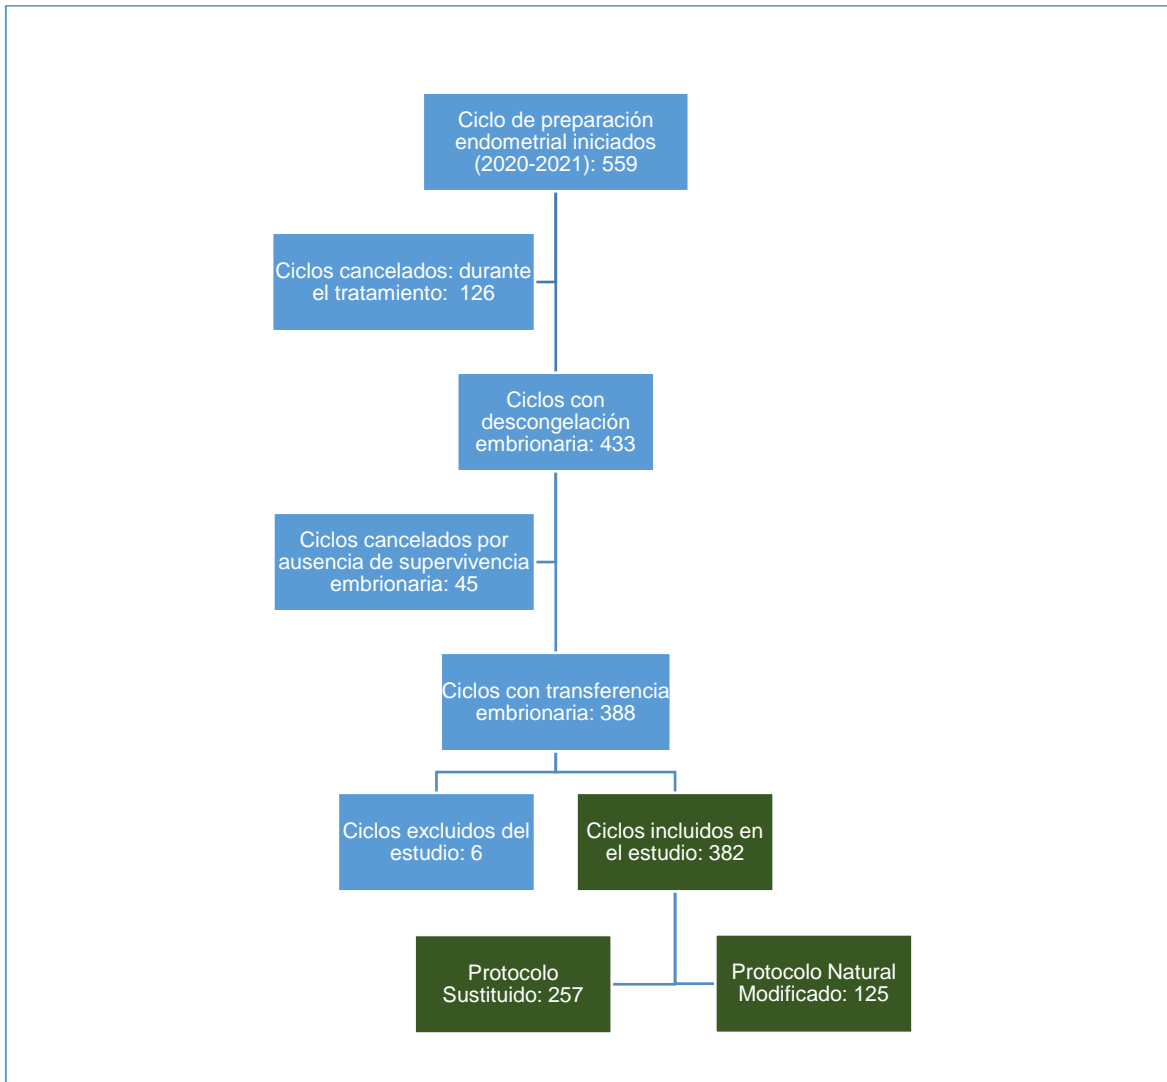 Ciclo de preparación
endometrial iniciados
(2020-2021): 559
Ciclos cancelados: durante
el tratamiento:  126
Ciclos con
descongelación
embrionaria: 433
Ciclos cancelados por
ausencia de supervivencia
embrionaria: 45
Ciclos con transferencia
embrionaria: 388
Ciclos excluidos del
estudio: 6
Ciclos incluidos en
el estudio: 382
Protocolo
Sustituido: 257
Protocolo Natural
Modificado: 125